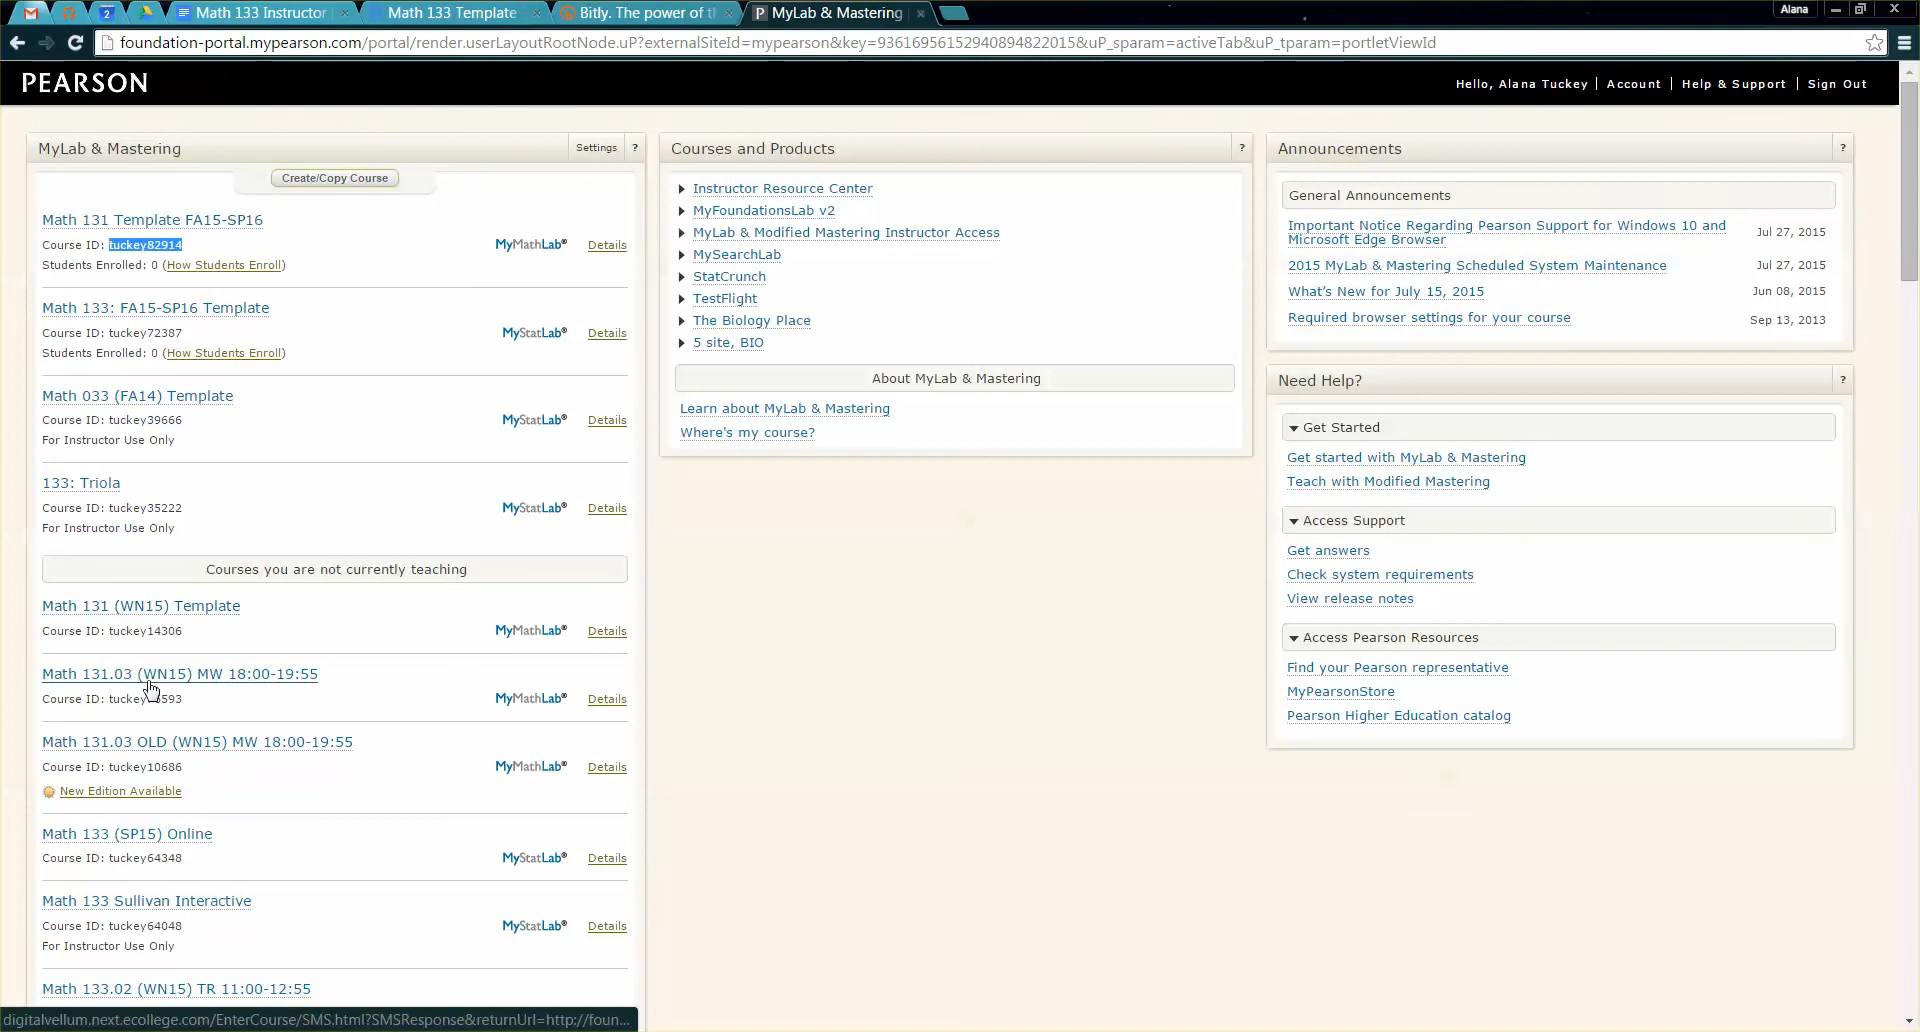 Math 133 Instructor
Math 133 Template
Bitly. The power of t
MyLab & Mastering
Alana
foundation-portal.mypearson.com/portal/render.userLayoutRootNode.uP?externalSiteId=mypearson&key=93616956152940894822015&uP_sparam=activeTab&uP_tparam=portletViewId
PEARSON
Hello, Alana Tuckey
Account
Help & Support
Sign Out
MyLab & Mastering
Settings
?
Create/Copy Course
Math 131 Template FA15-SP16
Course ID: tuckey82914
MyMathLab®
Details
Students Enrolled: 0 (How Students Enroll)
Math 133: FA15-SP16 Template
Course ID: tuckey72387
MyStatLab®
Details
Students Enrolled: 0 (How Students Enroll)
Math 033 (FA14) Template
Course ID: tuckey39666
MyStatLab®
Details
For Instructor Use Only
133: Triola
Course ID: tuckey35222
MyStatLab®
Details
For Instructor Use Only
Courses you are not currently teaching
Math 131 (WN15) Template
Course ID: tuckey14306
MyMathLab®
Details
Math 131.03 (WN15) MW 18:00-19:55
Course ID:
MyMathLab®
Details
Math 131.03 OLD (WN15) MW 18:00-19:55
Course ID: tuckey10686
MyMathLab®
Details
New Edition Available
Math 133 (SP15) Online
Course ID: tuckey64348
MyStatLab®
Details
Math 133 Sullivan Interactive
Course ID: tuckey64048
MyStatLab®
Details
For Instructor Use Only
Math 133.02 (WN15) TR 11:00-12:55
digitalvellum.next.ecollege.com/EnterCourse/SMS.html?SMSResponse&returnUrl=http://foun...
Courses and Products
?
Instructor Resource Center
MyFoundationsLab v2
MyLab & Modified Mastering Instructor Access
MySearchLab
StatCrunch
TestFlight
The Biology Place
5 site, BIO
About MyLab & Mastering
Learn about MyLab & Mastering
Where's my course?
Announcements
?
General Announcements
Important Notice Regarding Pearson Support for Windows 10 and
Microsoft Edge Browser
Jul 27, 2015
2015 MyLab & Mastering Scheduled System Maintenance
Jul 27, 2015
What's New for July 15, 2015
Jun 08, 2015
Required browser settings for your course
Sep 13, 2013
Need Help?
?
Get Started
Get started with MyLab & Mastering
Teach with Modified Mastering
Access Support
Get answers
Check system requirements
View release notes
Access Pearson Resources
Find your Pearson representative
MyPearsonStore
Pearson Higher Education catalog